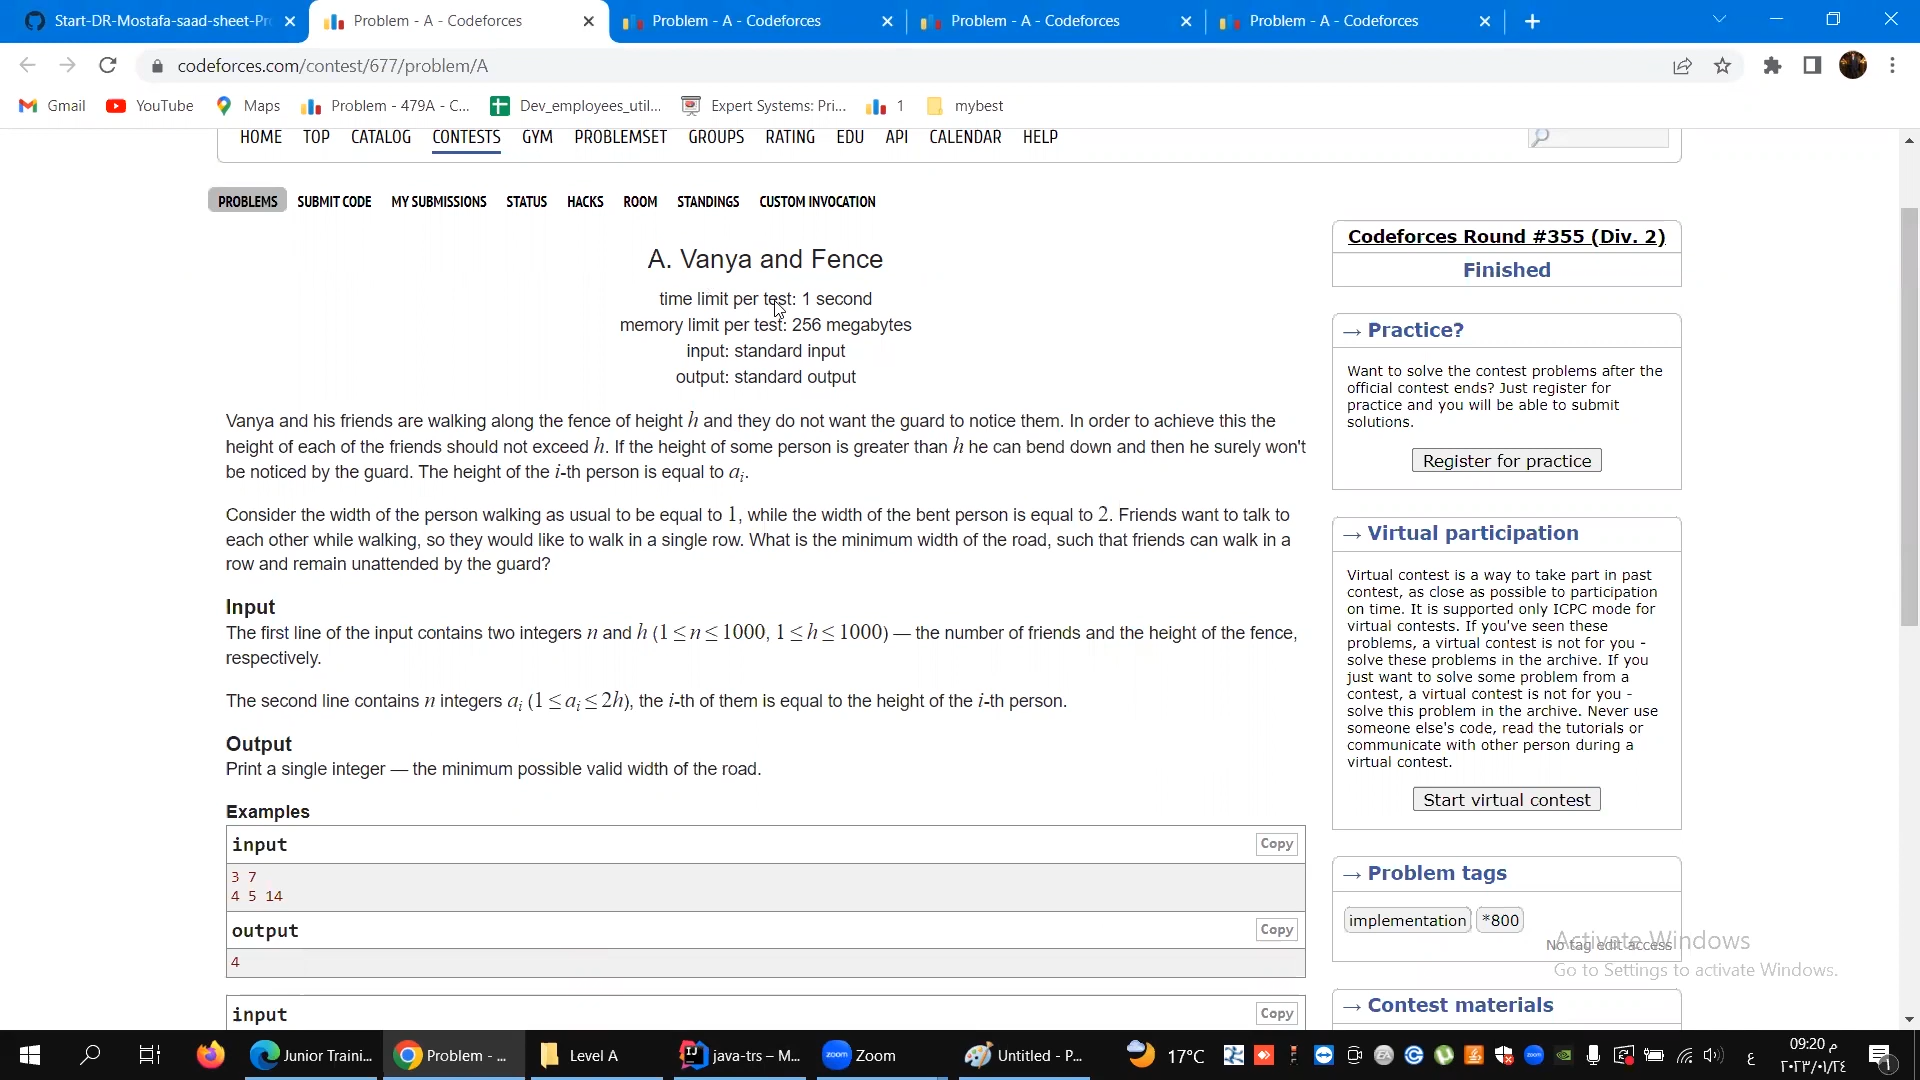 Start-DR-Mostafa-saad-sheet-Pr
Problem - A - Codeforces
Problem - A - Codeforces
Problem - A - Codeforces
Problem - A - Codeforces
codeforces.com/contest/677/problem/A
Gmail
YouTube
Maps
Problem - 479A - C...
Dev_employees_util...
Expert Systems: Pri...
1
mybest
HOME TOP CATALOG CONTESTS GYM PROBLEMSET GROUPS RATING EDU API CALENDAR HELP
PROBLEMS SUBMIT CODE MY SUBMISSIONS STATUS HACKS ROOM STANDINGS CUSTOM INVOCATION
A. Vanya and Fence
time limit per test: 1 second
memory limit per test: 256 megabytes
input: standard input
output: standard output
Vanya and his friends are walking along the fence of height h and they do not want the guard to notice them. In order to achieve this the
height of each of the friends should not exceed h. If the height of some person is greater than h he can bend down and then he surely won't
be noticed by the guard. The height of the i-th person is equal to aᵢ.
Consider the width of the person walking as usual to be equal to 1, while the width of the bent person is equal to 2. Friends want to talk to
each other while walking, so they would like to walk in a single row. What is the minimum width of the road, such that friends can walk in a
row and remain unattended by the guard?
Input
The first line of the input contains two integers n and h (1 ≤ n ≤ 1000, 1 ≤ h ≤ 1000) — the number of friends and the height of the fence,
respectively.
The second line contains n integers aᵢ (1 ≤ aᵢ ≤ 2h), the i-th of them is equal to the height of the i-th person.
Output
Print a single integer — the minimum possible valid width of the road.
Examples
input
Copy
3 7
4 5 14
output
Copy
4
input
Copy
Codeforces Round #355 (Div. 2)
Finished
→ Practice?
Want to solve the contest problems after the
official contest ends? Just register for
practice and you will be able to submit
solutions.
Register for practice
→ Virtual participation
Virtual contest is a way to take part in past
contest, as close as possible to participation
on time. It is supported only ICPC mode for
virtual contests. If you've seen these
problems, a virtual contest is not for you -
solve these problems in the archive. If you
just want to solve some problem from a
contest, a virtual contest is not for you -
solve this problem in the archive. Never use
someone else's code, read the tutorials or
communicate with other person during a
virtual contest.
Start virtual contest
→ Problem tags
implementation
*800
No tag edit access
→ Contest materials
Activate Windows
Go to Settings to activate Windows.
Junior Traini...
Problem - ...
Level A
java-trs – M...
zoom
Zoom
Untitled - P...
17°C
ع
09:20 م
٢٠٢٣/٠١/٢٤
1